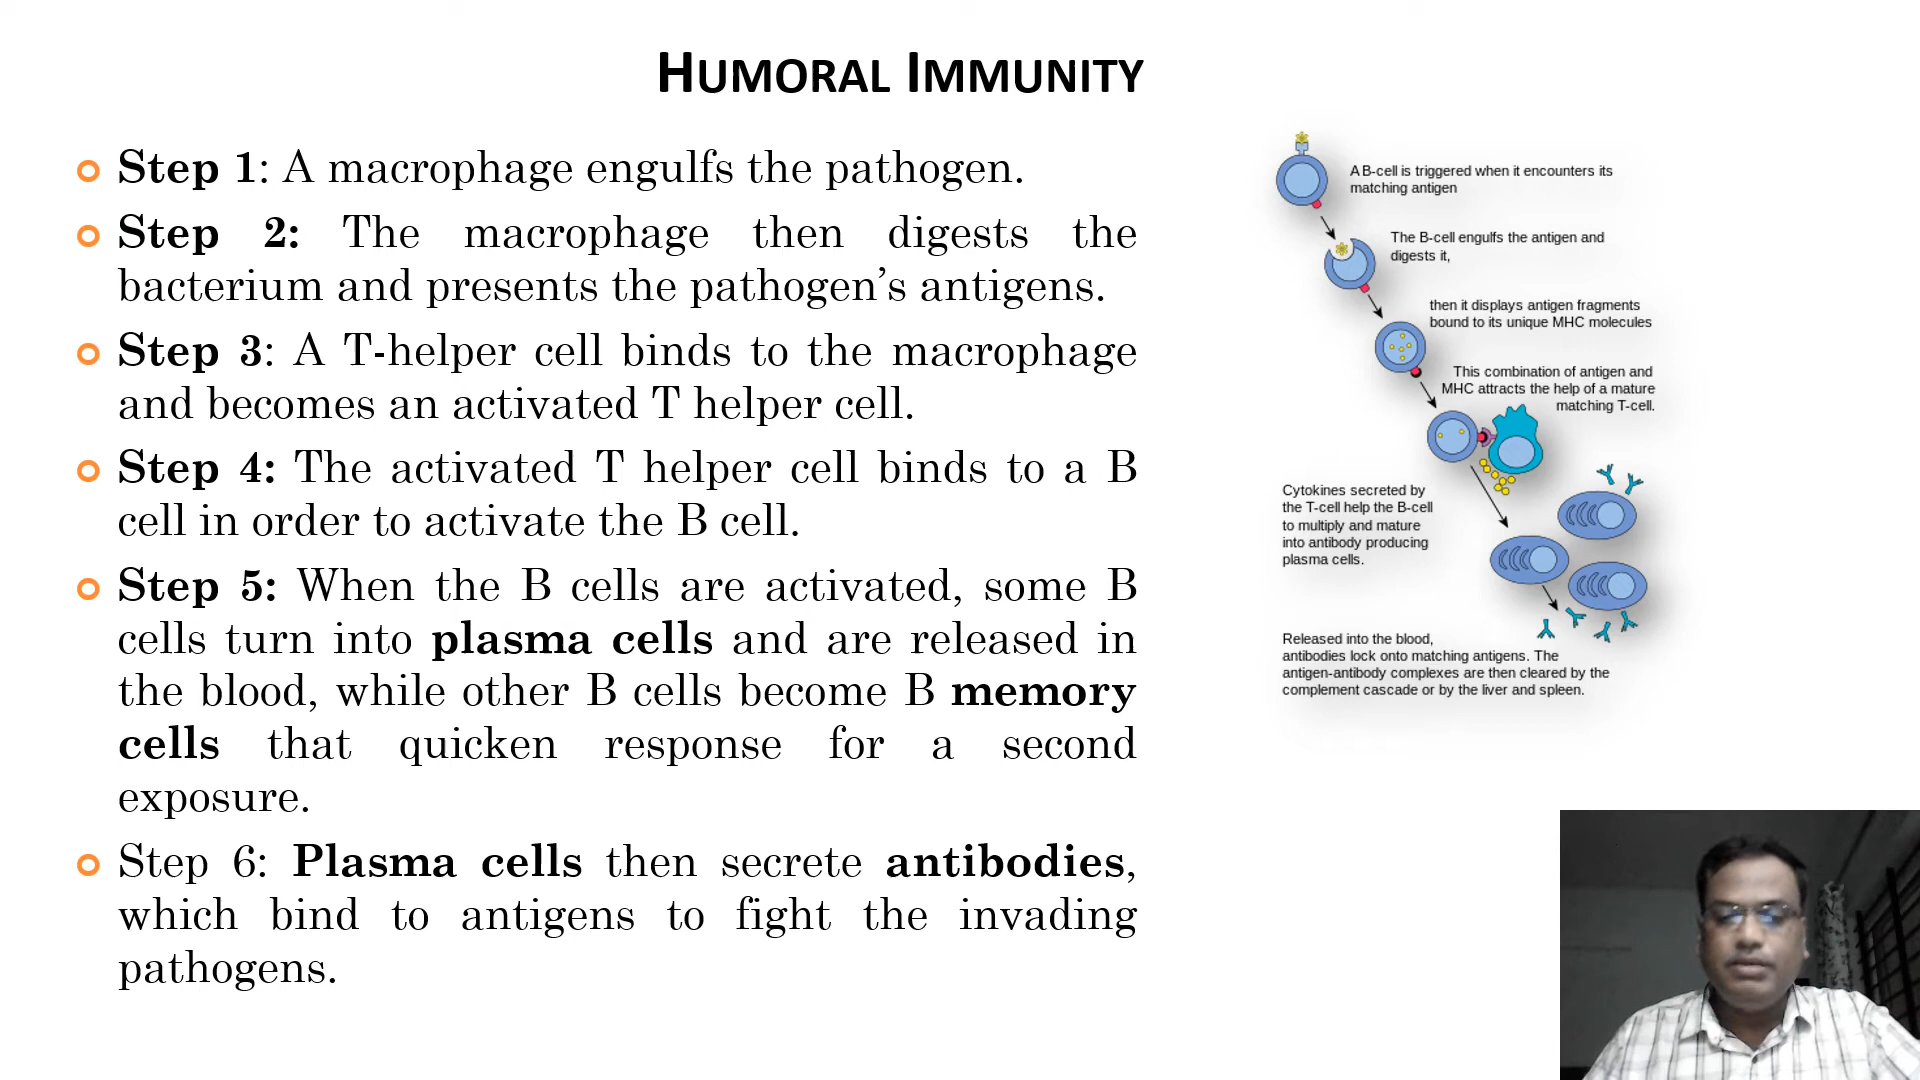 HUMORAL IMMUNITY
Step 1: A macrophage engulfs the pathogen.
Step 2: The macrophage then digests the
bacterium and presents the pathogen’s antigens.
Step 3: A T-helper cell binds to the macrophage
and becomes an activated T helper cell.
Step 4: The activated T helper cell binds to a B
cell in order to activate the B cell.
Step 5: When the B cells are activated, some B
cells turn into plasma cells and are released in
the blood, while other B cells become B memory
cells that quicken response for a second
exposure.
Step 6: Plasma cells then secrete antibodies,
which bind to antigens to fight the invading
pathogens.
A B-cell is triggered when it encounters its
matching antigen
The B-cell engulfs the antigen and
digests it,
then it displays antigen fragments
bound to its unique MHC molecules
This combination of antigen and
MHC attracts the help of a mature
matching T-cell.
Cytokines secreted by
the T-cell help the B-cell
to multiply and mature
into antibody producing
plasma cells.
Released into the blood,
antibodies lock onto matching antigens. The
antigen-antibody complexes are then cleared by the
complement cascade or by the liver and spleen.